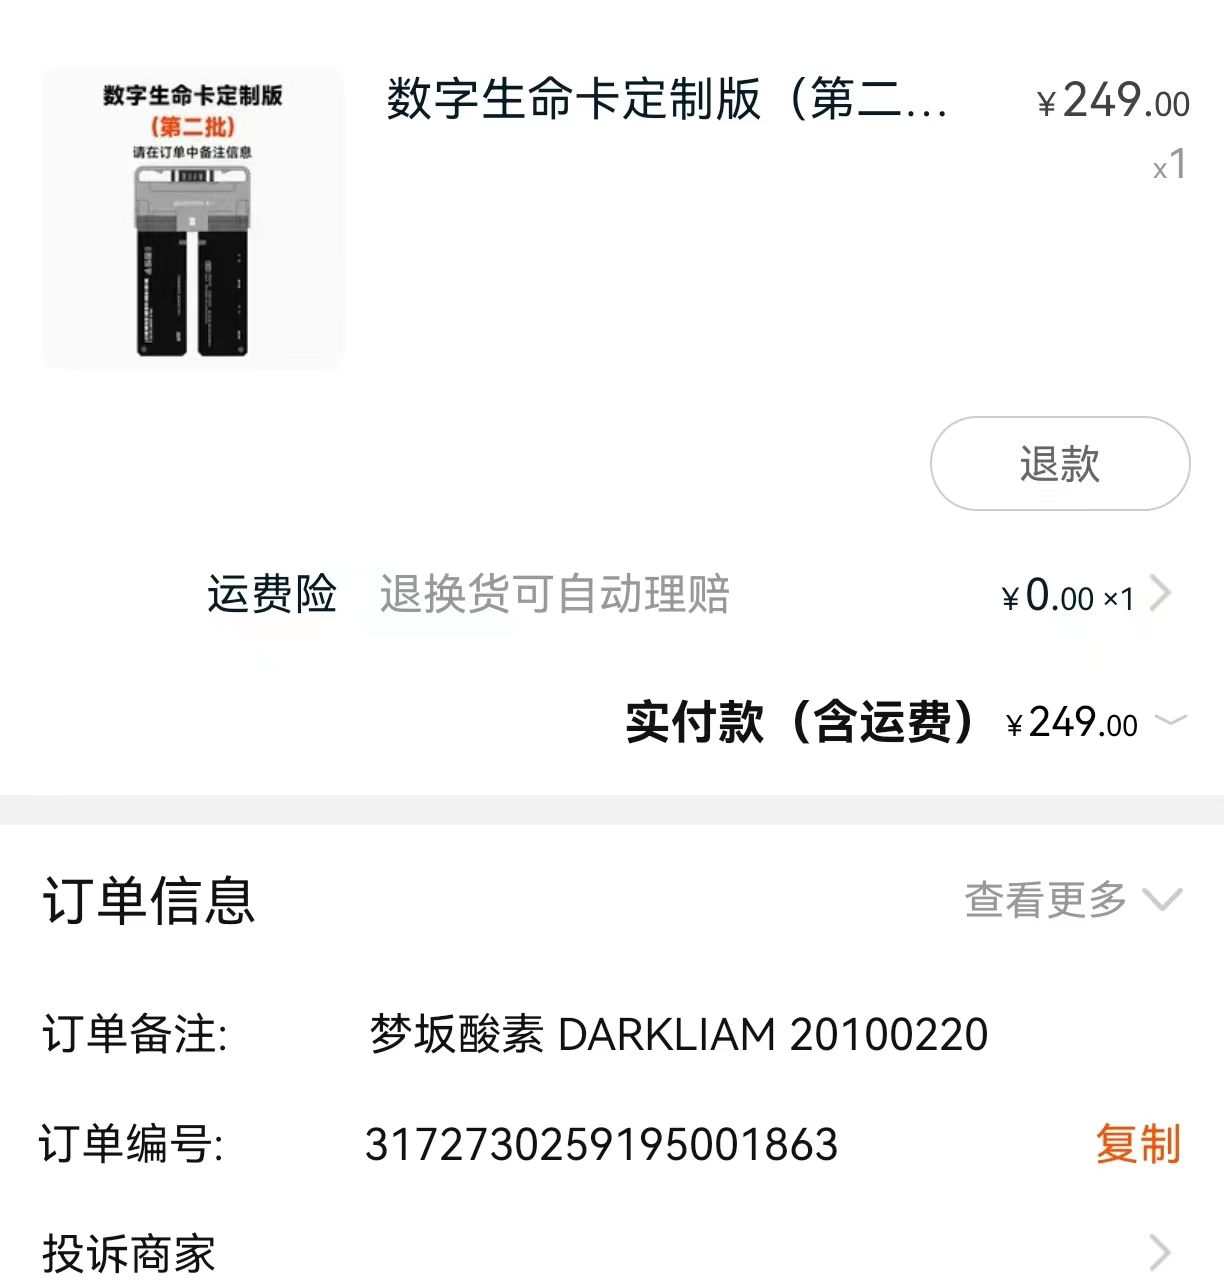 数字生命卡定制版
(第二批)
请在订单中备注信息
数字生命卡定制版（第二...
¥249.00
x1
退款
运费险 退换货可自动理赔 ¥0.00 ×1
实付款（含运费） ¥249.00
订单信息
查看更多
订单备注: 梦坂酸素 DARKLIAM 20100220
订单编号: 3172730259195001863 复制
投诉商家